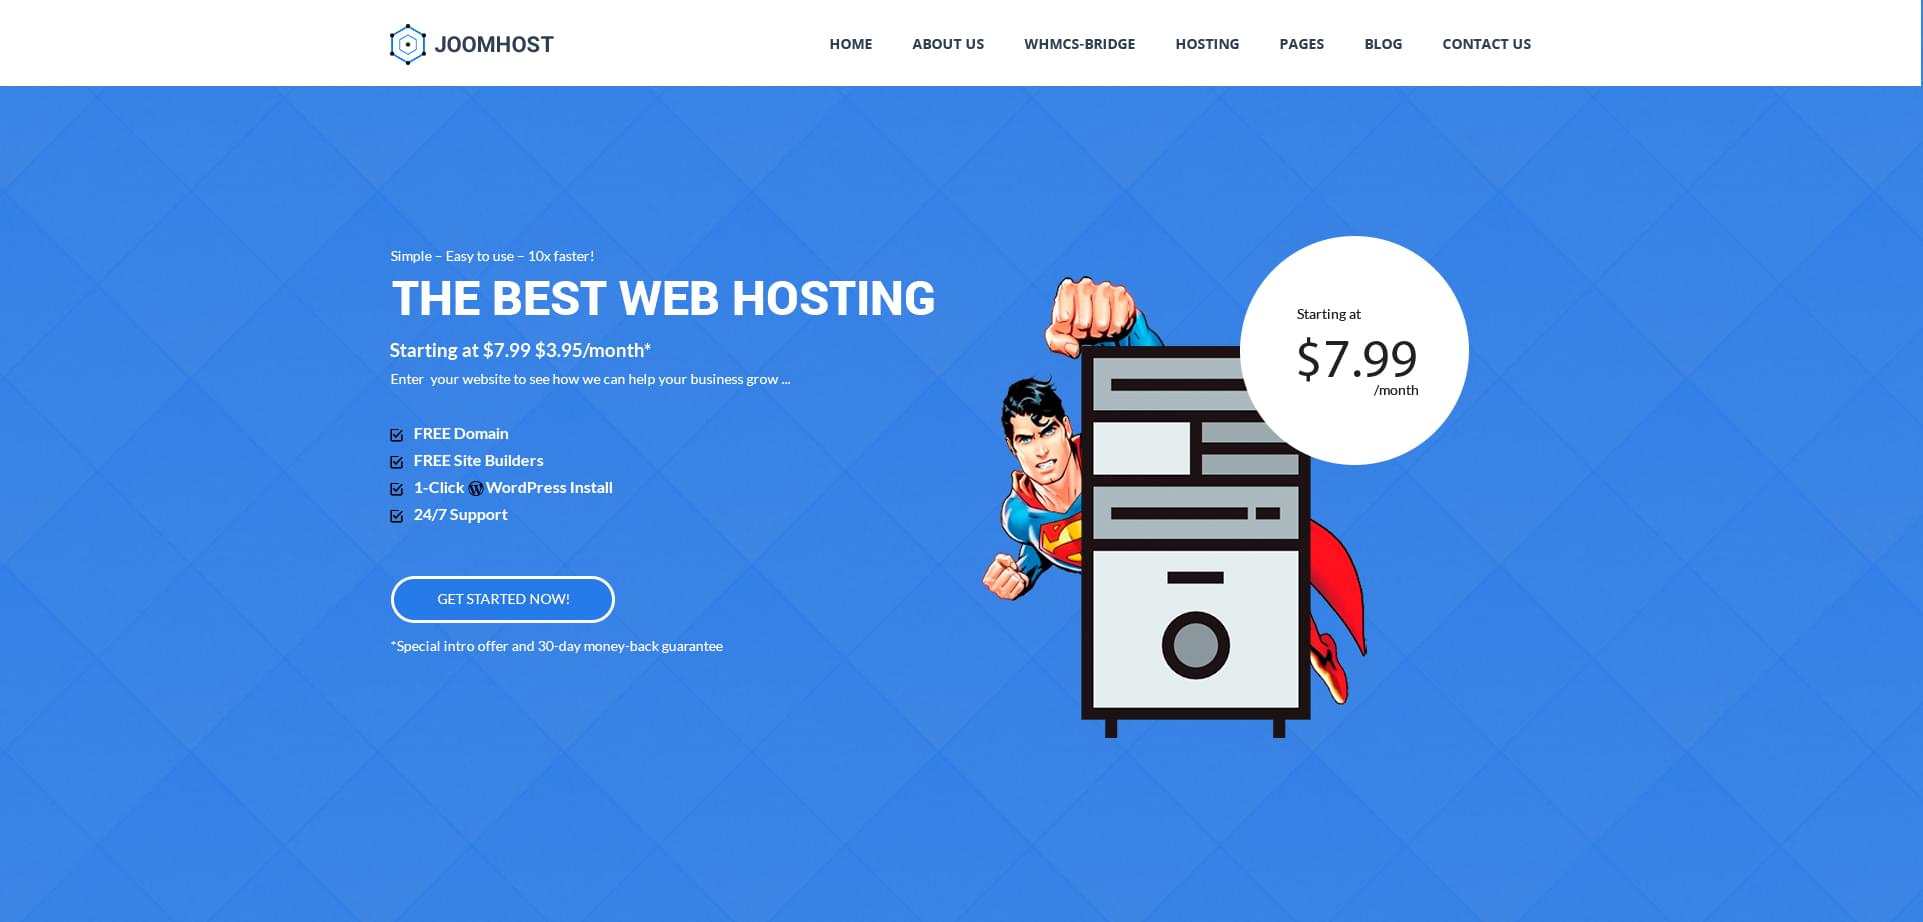 JOOMHOST
HOME ABOUT US WHMCS-BRIDGE HOSTING PAGES BLOG CONTACT US
Simple – Easy to use – 10x faster!
THE BEST WEB HOSTING
Starting at $7.99 $3.95/month*
Enter your website to see how we can help your business grow ...
FREE Domain
FREE Site Builders
1-Click WordPress Install
24/7 Support
GET STARTED NOW!
*Special intro offer and 30-day money-back guarantee
Starting at
$7.99
/month